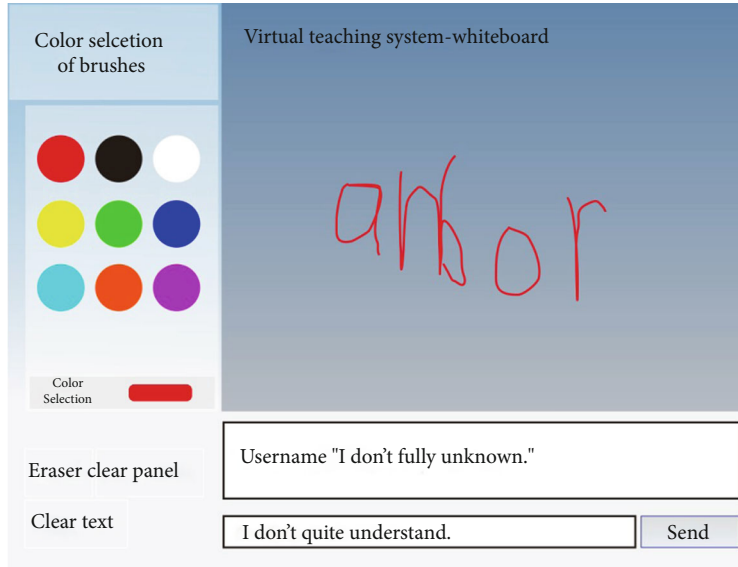 Color selcetion
of brushes
Virtual teaching system-whiteboard
Color
Selection
Eraser clear panel
Clear text
Username "I don't fully unknown."
I don't quite understand.
Send